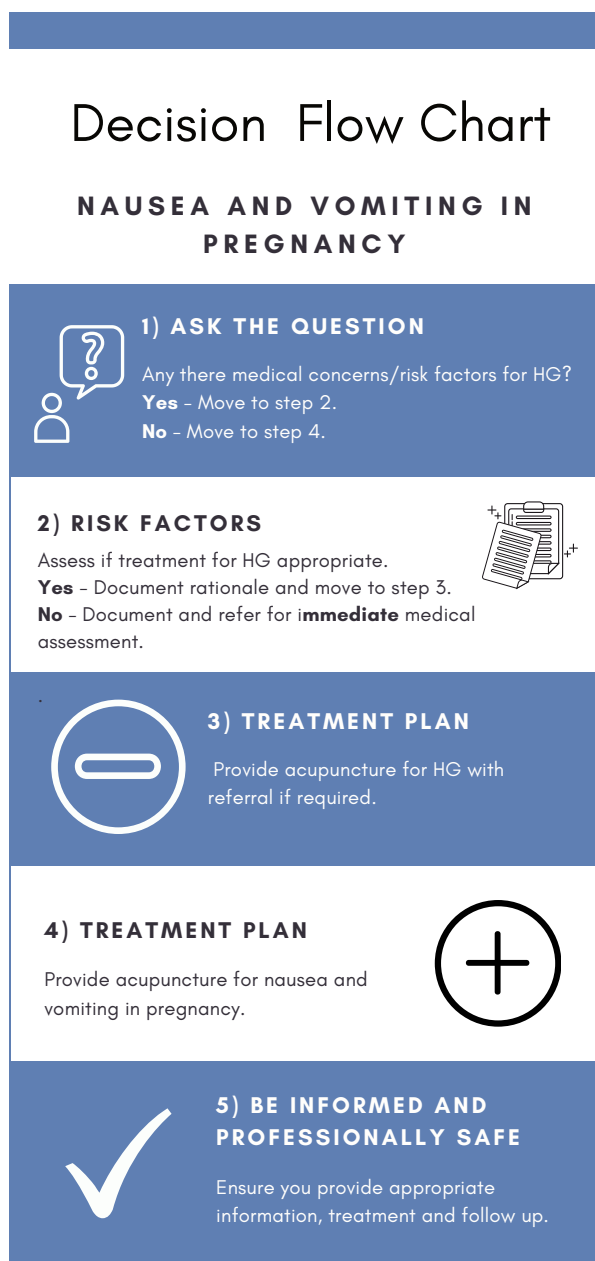 Decision Flow Chart
NAUSEA AND VOMITING IN
PREGNANCY
1) ASK THE QUESTION
?
Any there medical concerns/risk factors for HG?
Yes - Move to step 2.
No - Move to step 4.
2) RISK FACTORS
Assess if treatment for HG appropriate.
Yes - Document rationale and move to step 3.
No - Document and refer for immediate medical
assessment.
.
3) TREATMENT PLAN
Provide acupuncture for HG with
referral if required.
4) TREATMENT PLAN
Provide acupuncture for nausea and
vomiting in pregnancy.
5) BE INFORMED AND
PROFESSIONALLY SAFE
Ensure you provide appropriate
information, treatment and follow up.